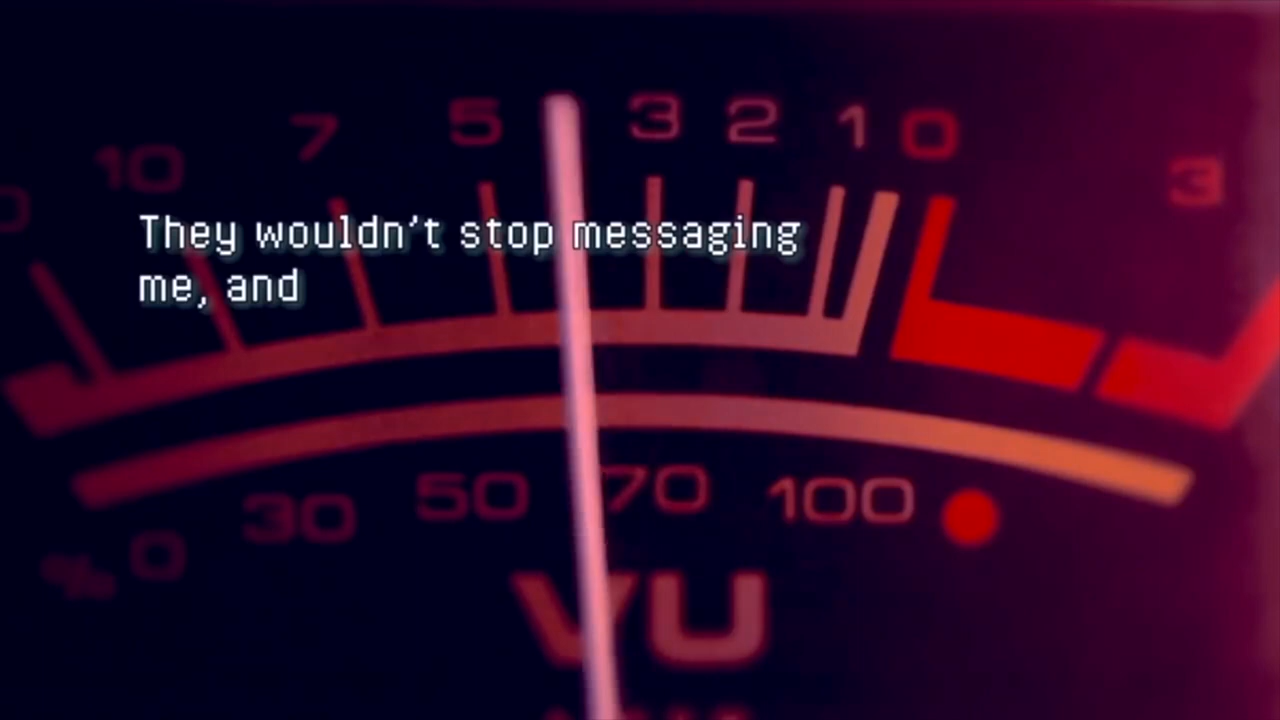 10 7 5 3 2 1 0 3
They wouldn't stop messaging
me, and
% 0 30 50 70 100
VU